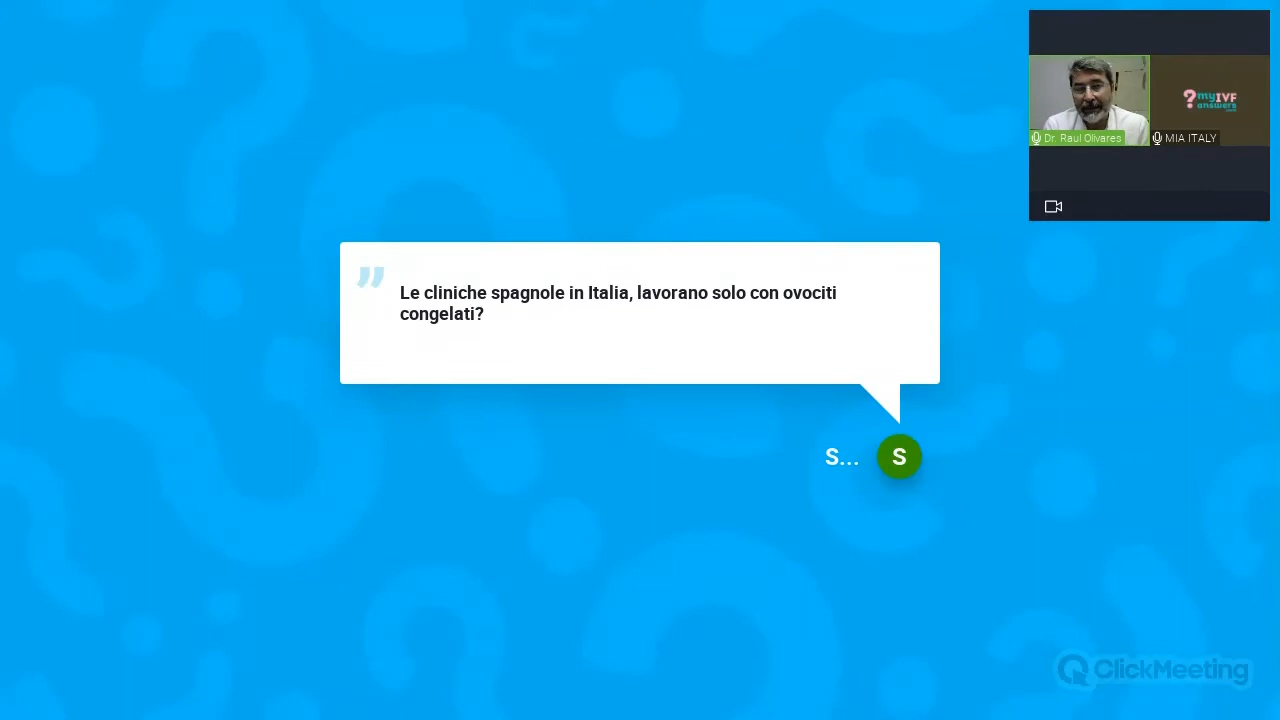 ? myIVF
answers
Dr. Raul Olivares
MIA ITALY
”
Le cliniche spagnole in Italia, lavorano solo con ovociti
congelati?
S...
S
ClickMeeting